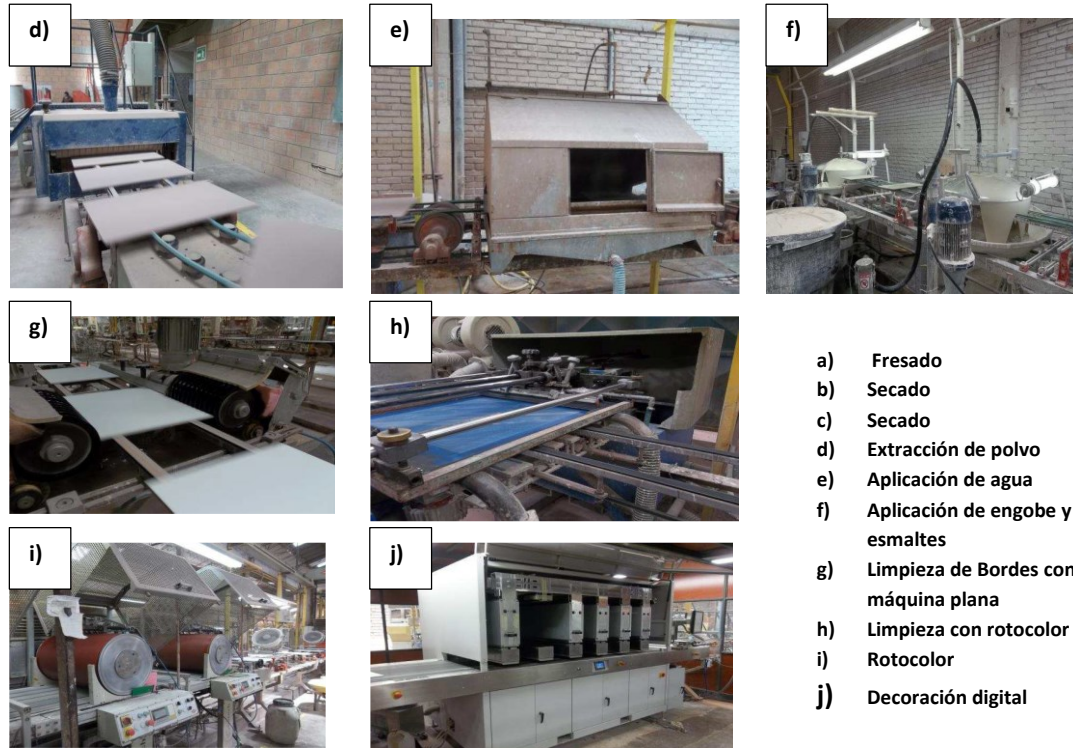 d)
e)
f)
g)
h)
i)
j)
a) Fresado
b) Secado
c) Secado
d) Extracción de polvo
e) Aplicación de agua
f) Aplicación de engobe y
esmaltes
g) Limpieza de Bordes con
máquina plana
h) Limpieza con rotocolor
i) Rotocolor
j) Decoración digital